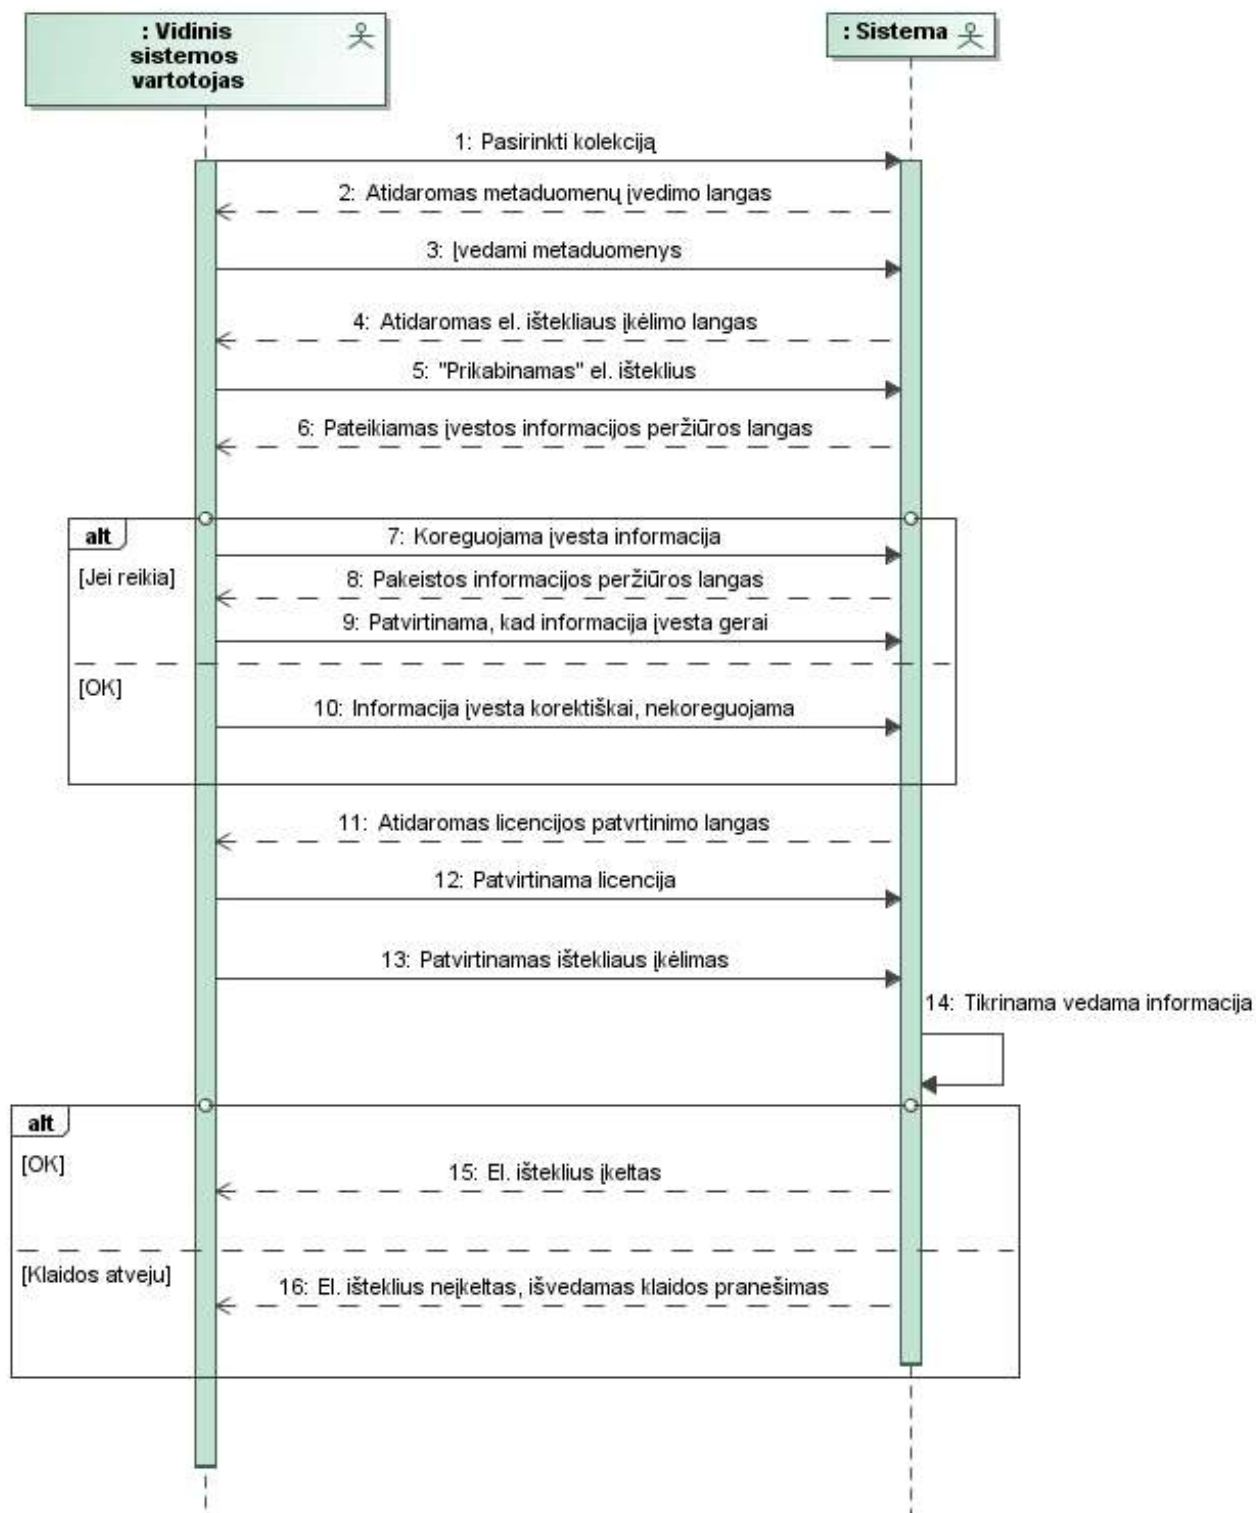 : Vidinis
sistemos
vartotojas
: Sistema
1: Pasirinkti kolekciją
2: Atidaromas metaduomenų įvedimo langas
3: Įvedami metaduomenys
4: Atidaromas el. ištekliaus įkėlimo langas
5: "Prikabinamas" el. išteklius
6: Pateikiamas įvestos informacijos peržiūros langas
alt
7: Koreguojama įvesta informacija
[Jei reikia]
8: Pakeistos informacijos peržiūros langas
9: Patvirtinama, kad informacija įvesta gerai
[OK]
10: Informacija įvesta korektiškai, nekoreguojama
11: Atidaromas licencijos patvrtinimo langas
12: Patvirtinama licencija
13: Patvirtinamas ištekliaus įkėlimas
14: Tikrinama vedama informacija
alt
[OK]
15: El. išteklius įkeltas
[Klaidos atveju]
16: El. išteklius neįkeltas, išvedamas klaidos pranešimas